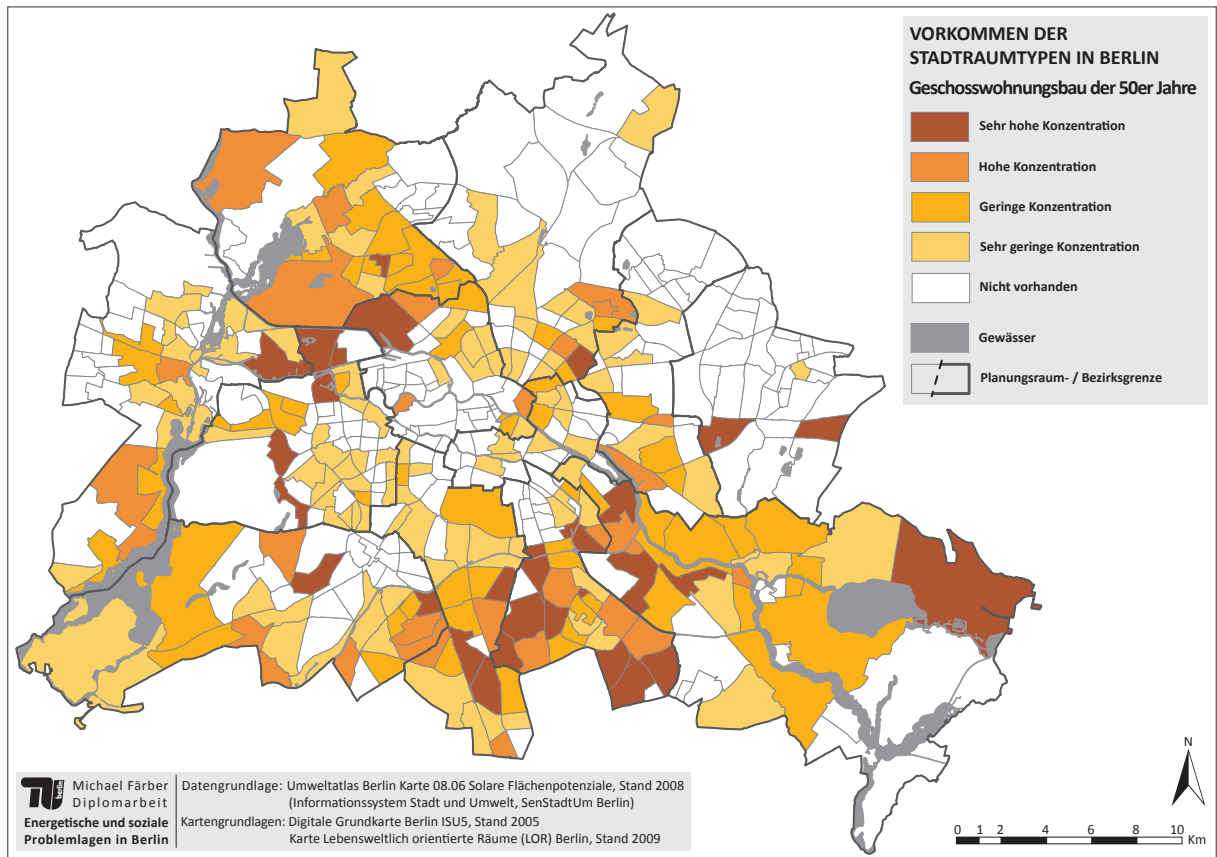 VORKOMMEN DER
STADTRAUMTYPEN IN BERLIN
Geschosswohnungsbau der 50er Jahre
Sehr hohe Konzentration
Hohe Konzentration
Geringe Konzentration
Sehr geringe Konzentration
Nicht vorhanden
Gewässer
Planungsraum- / Bezirksgrenze
berlin
Michael Färber
Diplomarbeit
Energetische und soziale
Problemlagen in Berlin
Datengrundlage: Umweltatlas Berlin Karte 08.06 Solare Flächenpotenziale, Stand 2008
(Informationssystem Stadt und Umwelt, SenStadtUm Berlin)
Kartengrundlagen: Digitale Grundkarte Berlin ISU5, Stand 2005
Karte Lebensweltlich orientierte Räume (LOR) Berlin, Stand 2009
N
0 1 2 4 6 8 10
Km